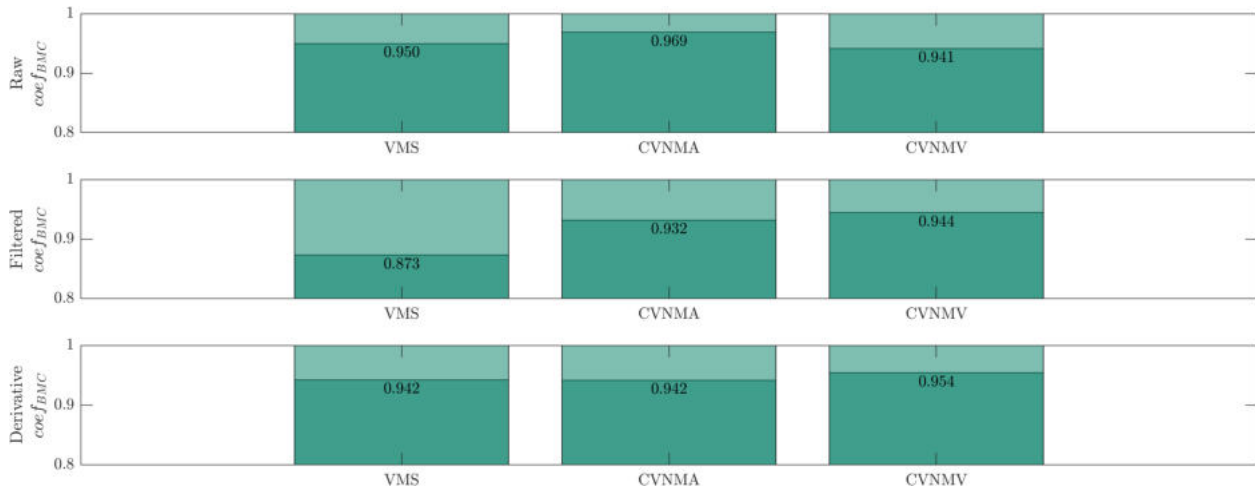 Raw
coef_BMC
1
0.9
0.8
0.950
0.969
0.941
VMS
CVNMA
CVNMV
Filtered
coef_BMC
1
0.9
0.8
0.873
0.932
0.944
VMS
CVNMA
CVNMV
Derivative
coef_BMC
1
0.9
0.8
0.942
0.942
0.954
VMS
CVNMA
CVNMV